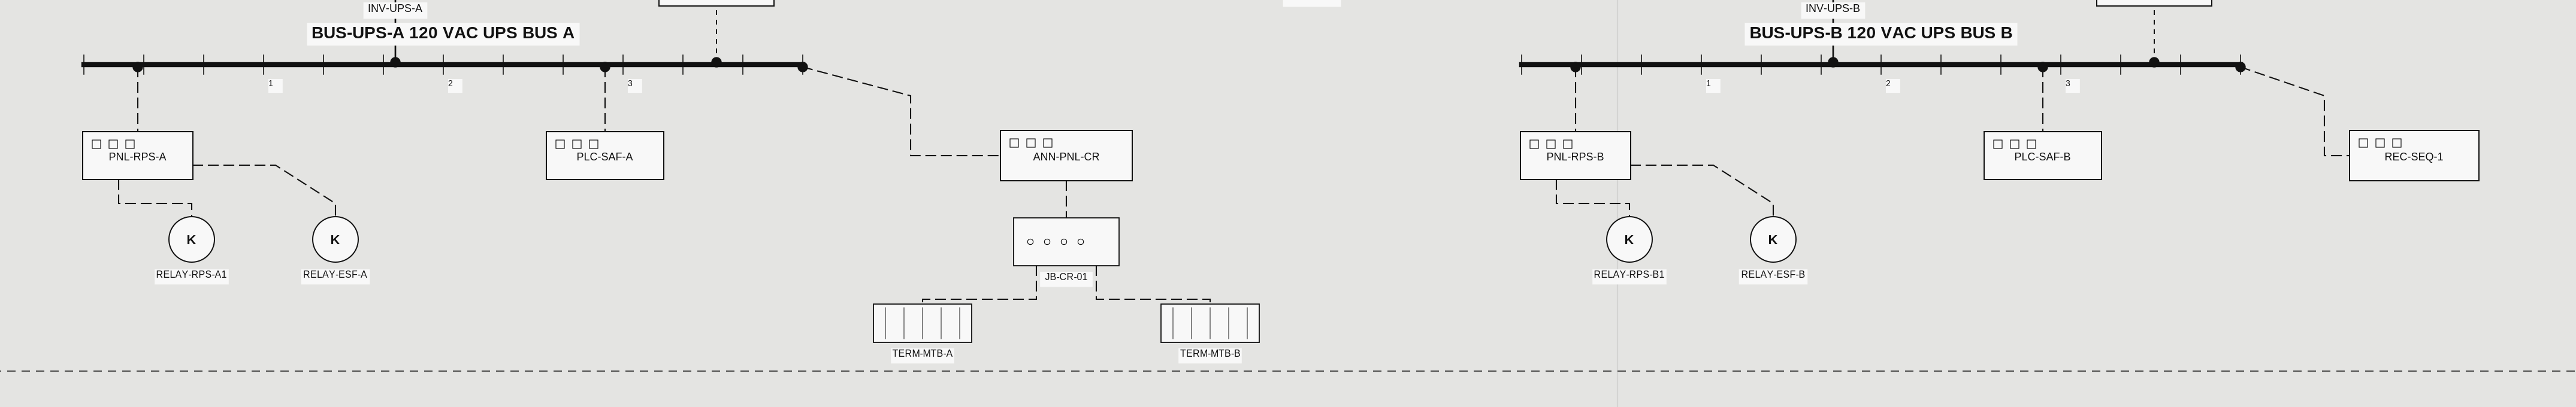 INV-UPS-A
INV-UPS-B
BUS-UPS-A 120 VAC UPS BUS A
BUS-UPS-B 120 VAC UPS BUS B
1
2
3
1
2
3
PNL-RPS-A
PLC-SAF-A
ANN-PNL-CR
PNL-RPS-B
PLC-SAF-B
REC-SEQ-1
K
K
K
K
RELAY-RPS-A1
RELAY-ESF-A
JB-CR-01
RELAY-RPS-B1
RELAY-ESF-B
TERM-MTB-A
TERM-MTB-B